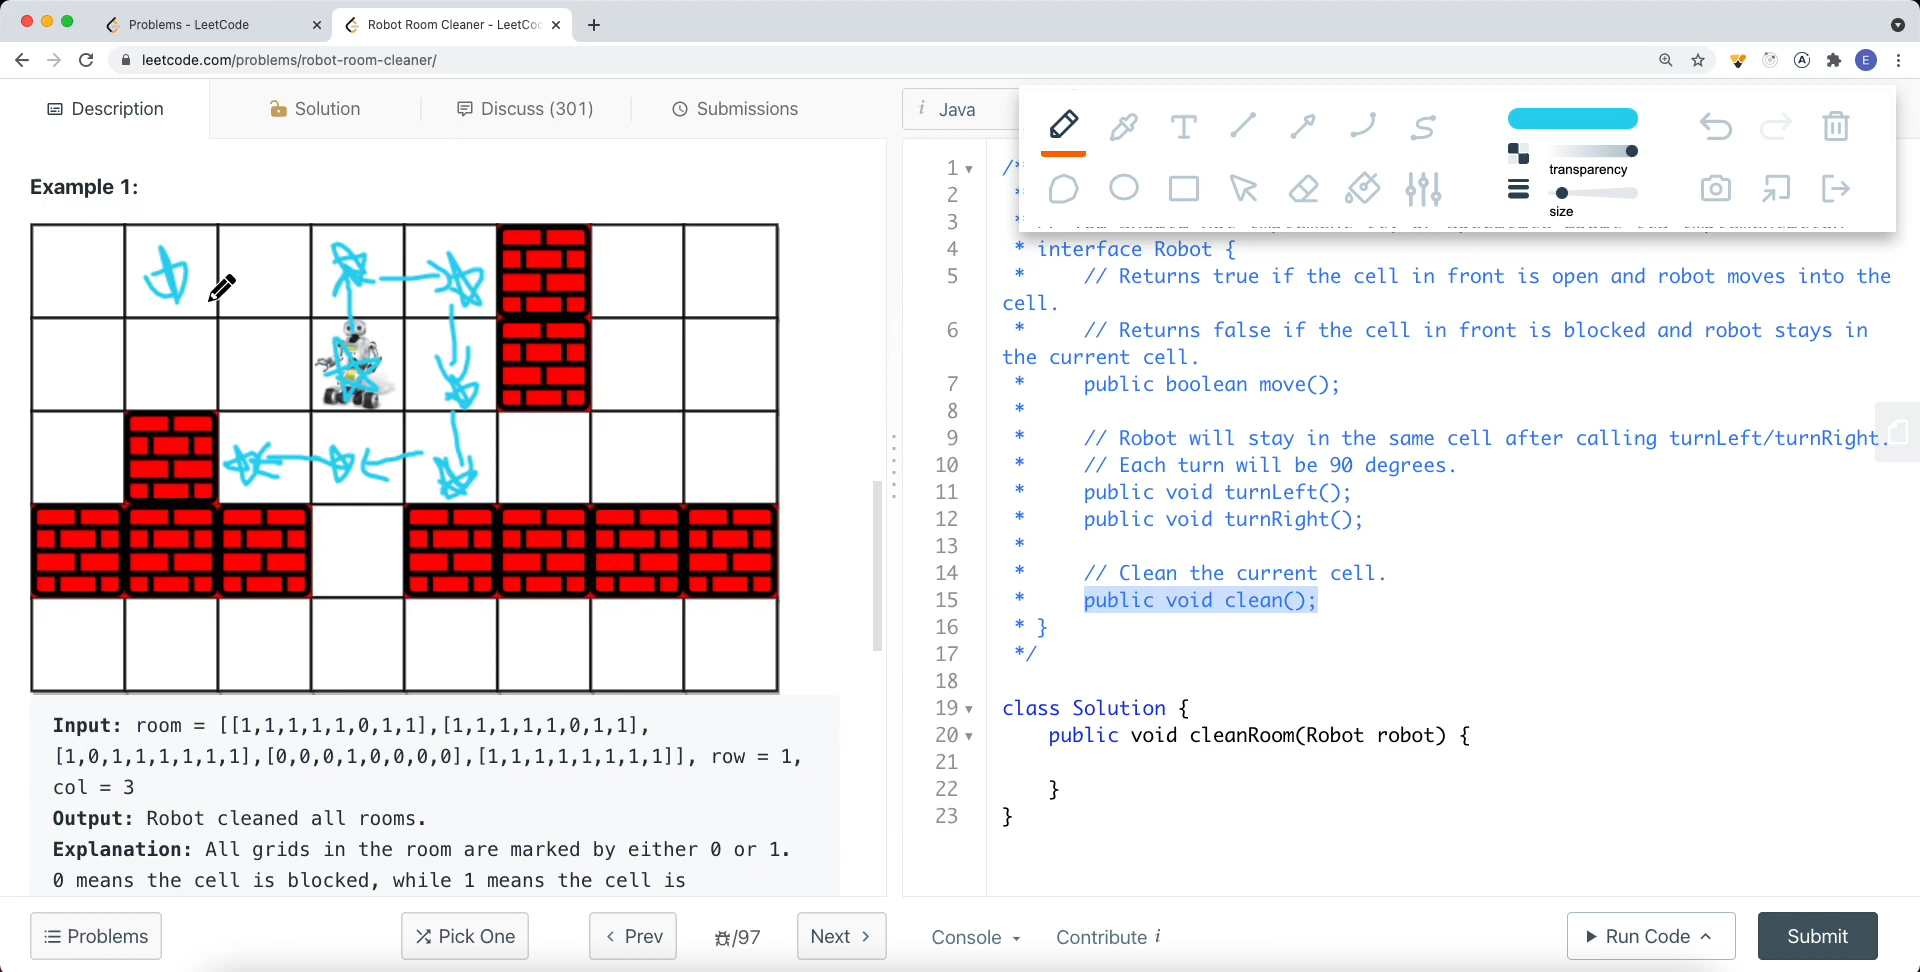 Problems - LeetCode
Robot Room Cleaner - LeetCo
leetcode.com/problems/robot-room-cleaner/
E
Description
Solution
Discuss (301)
Submissions
i Java
transparency
size
Example 1:
1 /*
2 *
3 *
4 * interface Robot {
5 * // Returns true if the cell in front is open and robot moves into the
cell.
6 * // Returns false if the cell in front is blocked and robot stays in
the current cell.
7 * public boolean move();
8 *
9 * // Robot will stay in the same cell after calling turnLeft/turnRight.
10 * // Each turn will be 90 degrees.
11 * public void turnLeft();
12 * public void turnRight();
13 *
14 * // Clean the current cell.
15 * public void clean();
16 * }
17 */
18
19 class Solution {
20 public void cleanRoom(Robot robot) {
21
22 }
23 }
Input: room = [[1,1,1,1,1,0,1,1],[1,1,1,1,1,0,1,1],
[1,0,1,1,1,1,1,1],[0,0,0,1,0,0,0,0],[1,1,1,1,1,1,1,1]], row = 1,
col = 3
Output: Robot cleaned all rooms.
Explanation: All grids in the room are marked by either 0 or 1.
0 means the cell is blocked, while 1 means the cell is
Problems
Pick One
Prev
/97
Next
Console
Contribute i
Run Code
Submit